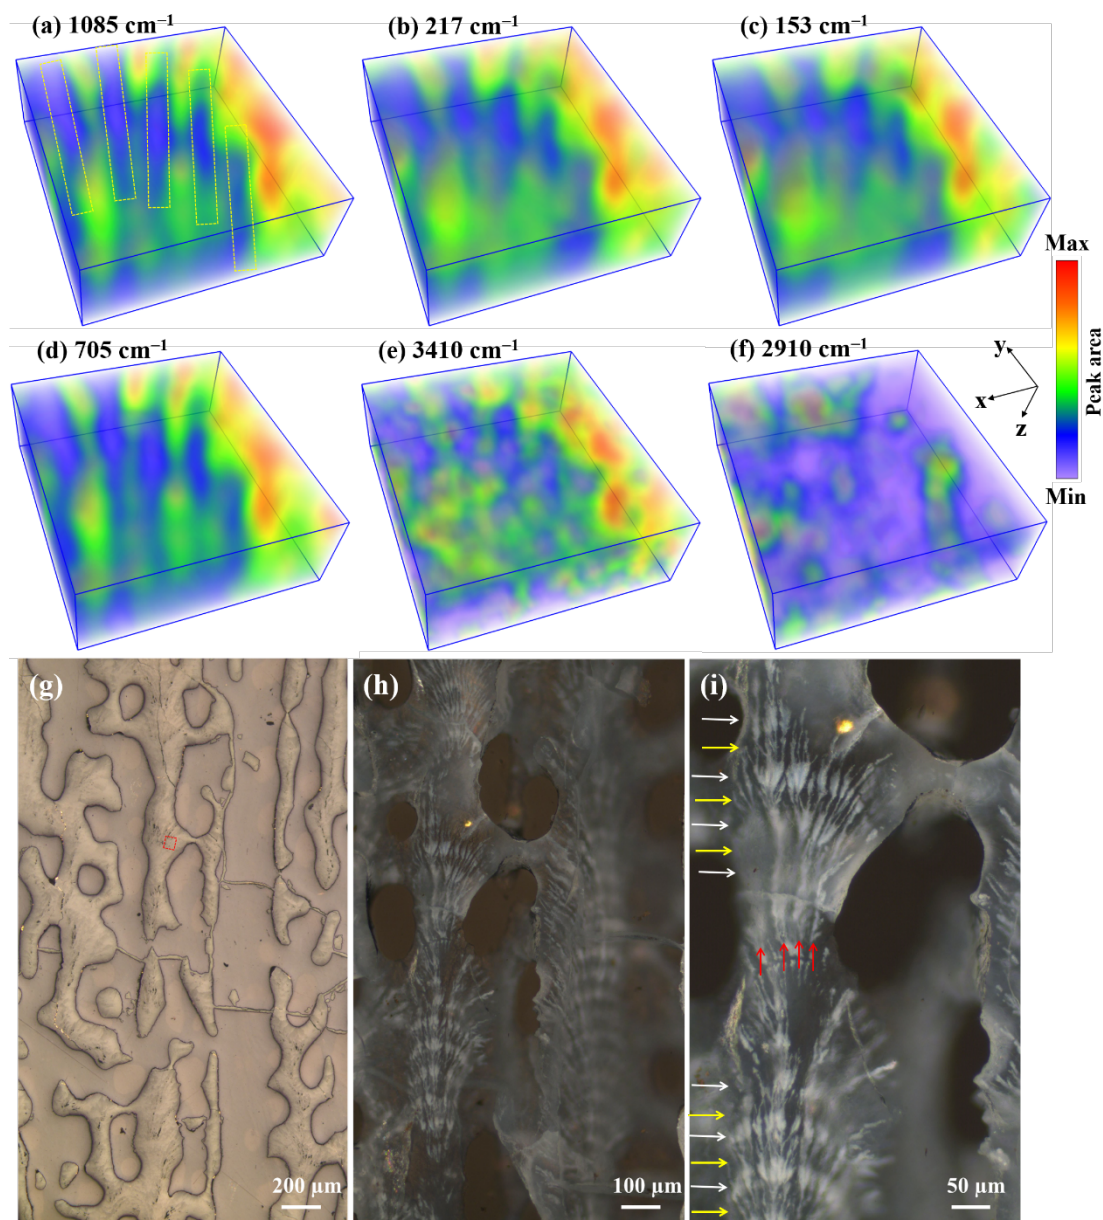 (a) 1085 cm⁻¹
(b) 217 cm⁻¹
(c) 153 cm⁻¹
Max
Peak area
Min
(d) 705 cm⁻¹
(e) 3410 cm⁻¹
(f) 2910 cm⁻¹
y
x
z
(g)
(h)
(i)
200 μm
100 μm
50 μm